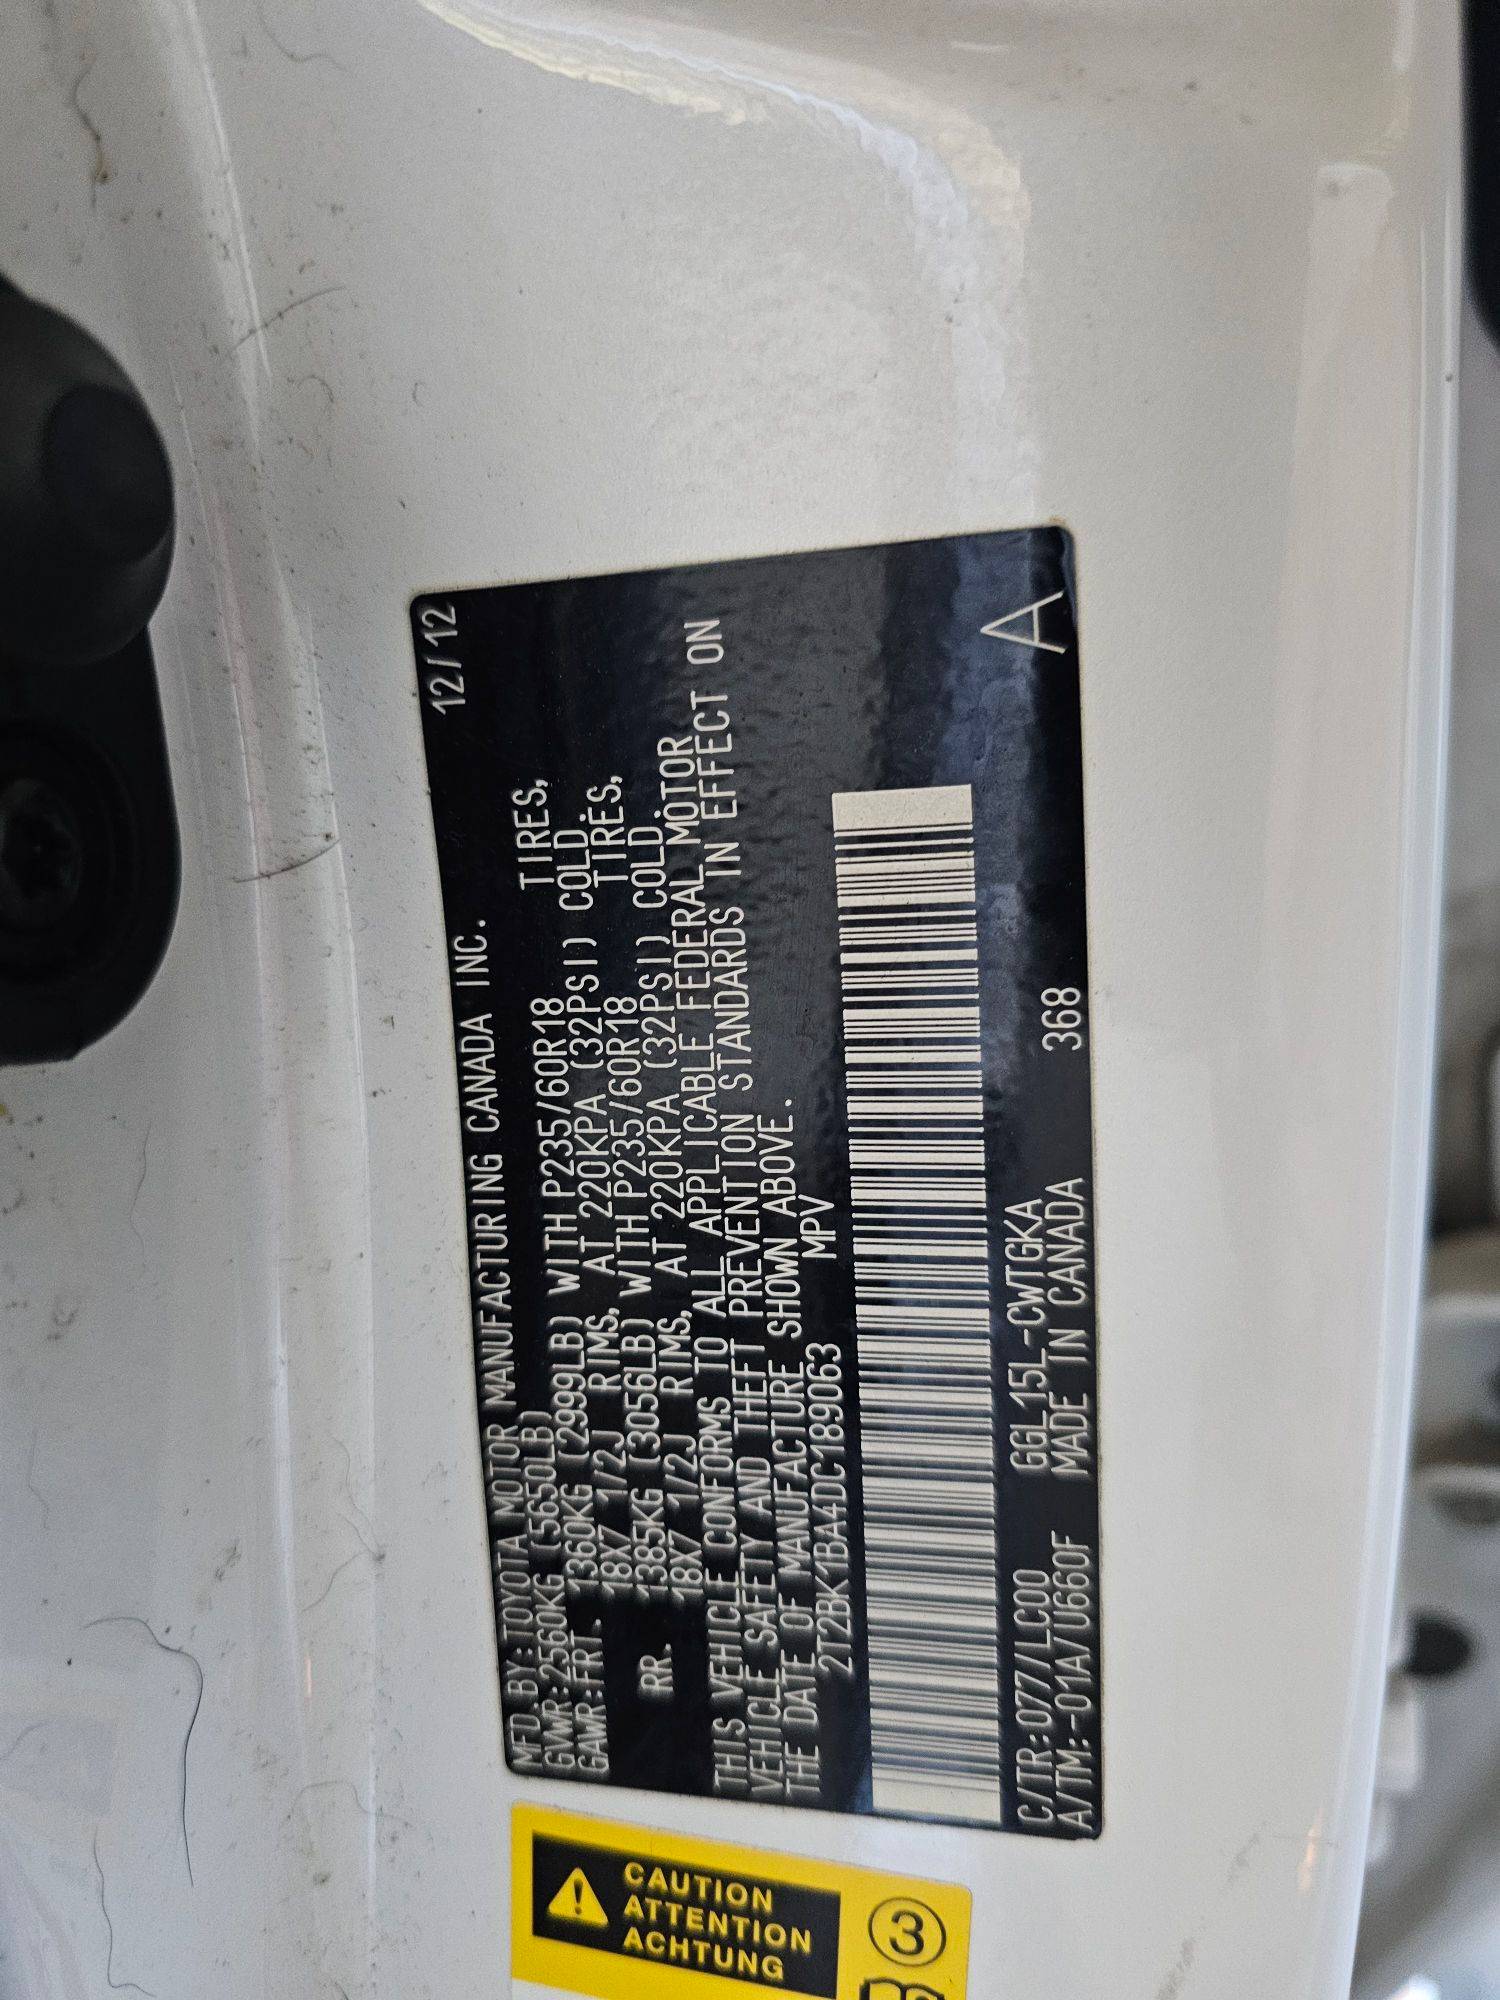 12/12
MFD.BY:TOYOTA MOTOR MANUFACTURING CANADA INC.
GVWR:2560KG (5650LB)
GAWR:FRT. 1360KG (2999LB) WITH P235/60R18 TIRES,
18X7 1/2J RIMS, AT 220KPA (32PSI) COLD.
RR. 1385KG (3056LB) WITH P235/60R18 TIRES,
18X7 1/2J RIMS, AT 220KPA (32PSI) COLD.
THIS VEHICLE CONFORMS TO ALL APPLICABLE FEDERAL MOTOR
VEHICLE SAFETY AND THEFT PREVENTION STANDARDS IN EFFECT ON
THE DATE OF MANUFACTURE SHOWN ABOVE.
2T2BK1BA4DC189063 MPV
C/TR:077/LC00 GGL15L-CWTGKA
A/TM:-01A/U660F MADE IN CANADA 368
A
CAUTION
ATTENTION
ACHTUNG
3